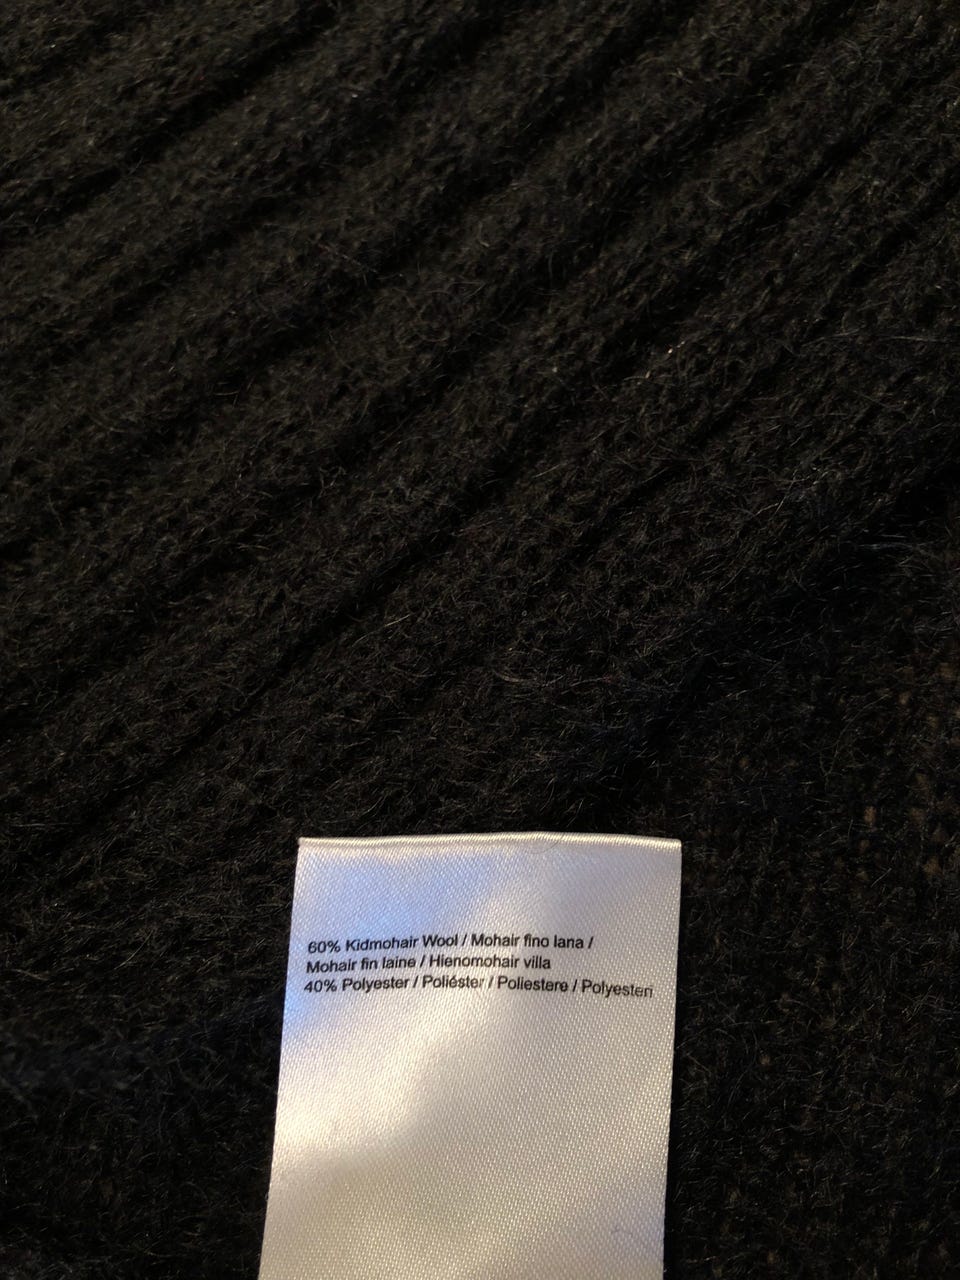 60% Kidmohair Wool / Mohair fino lana /
Mohair fin laine / Hienomohair villa
40% Polyester / Poliéster / Poliestere / Polyesteri